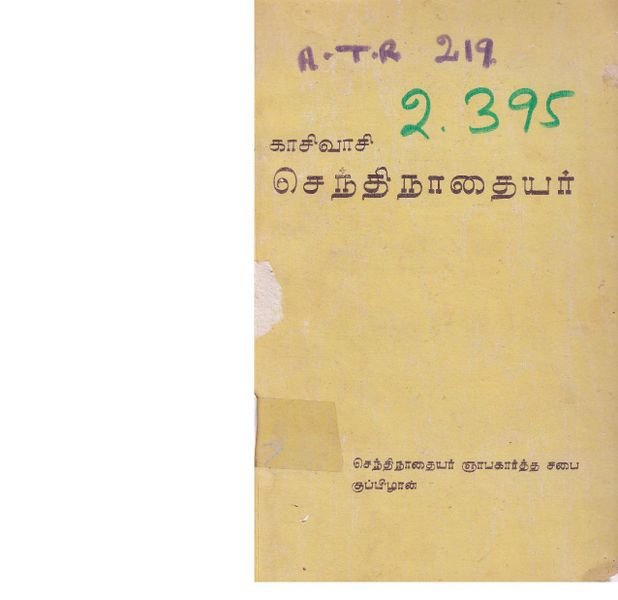 A.T.R 219
2.395
காசிவாசி
செந்திநாதையர்
செந்திநாதையர் ஞாபகார்த்த சபை
குப்பிழான்